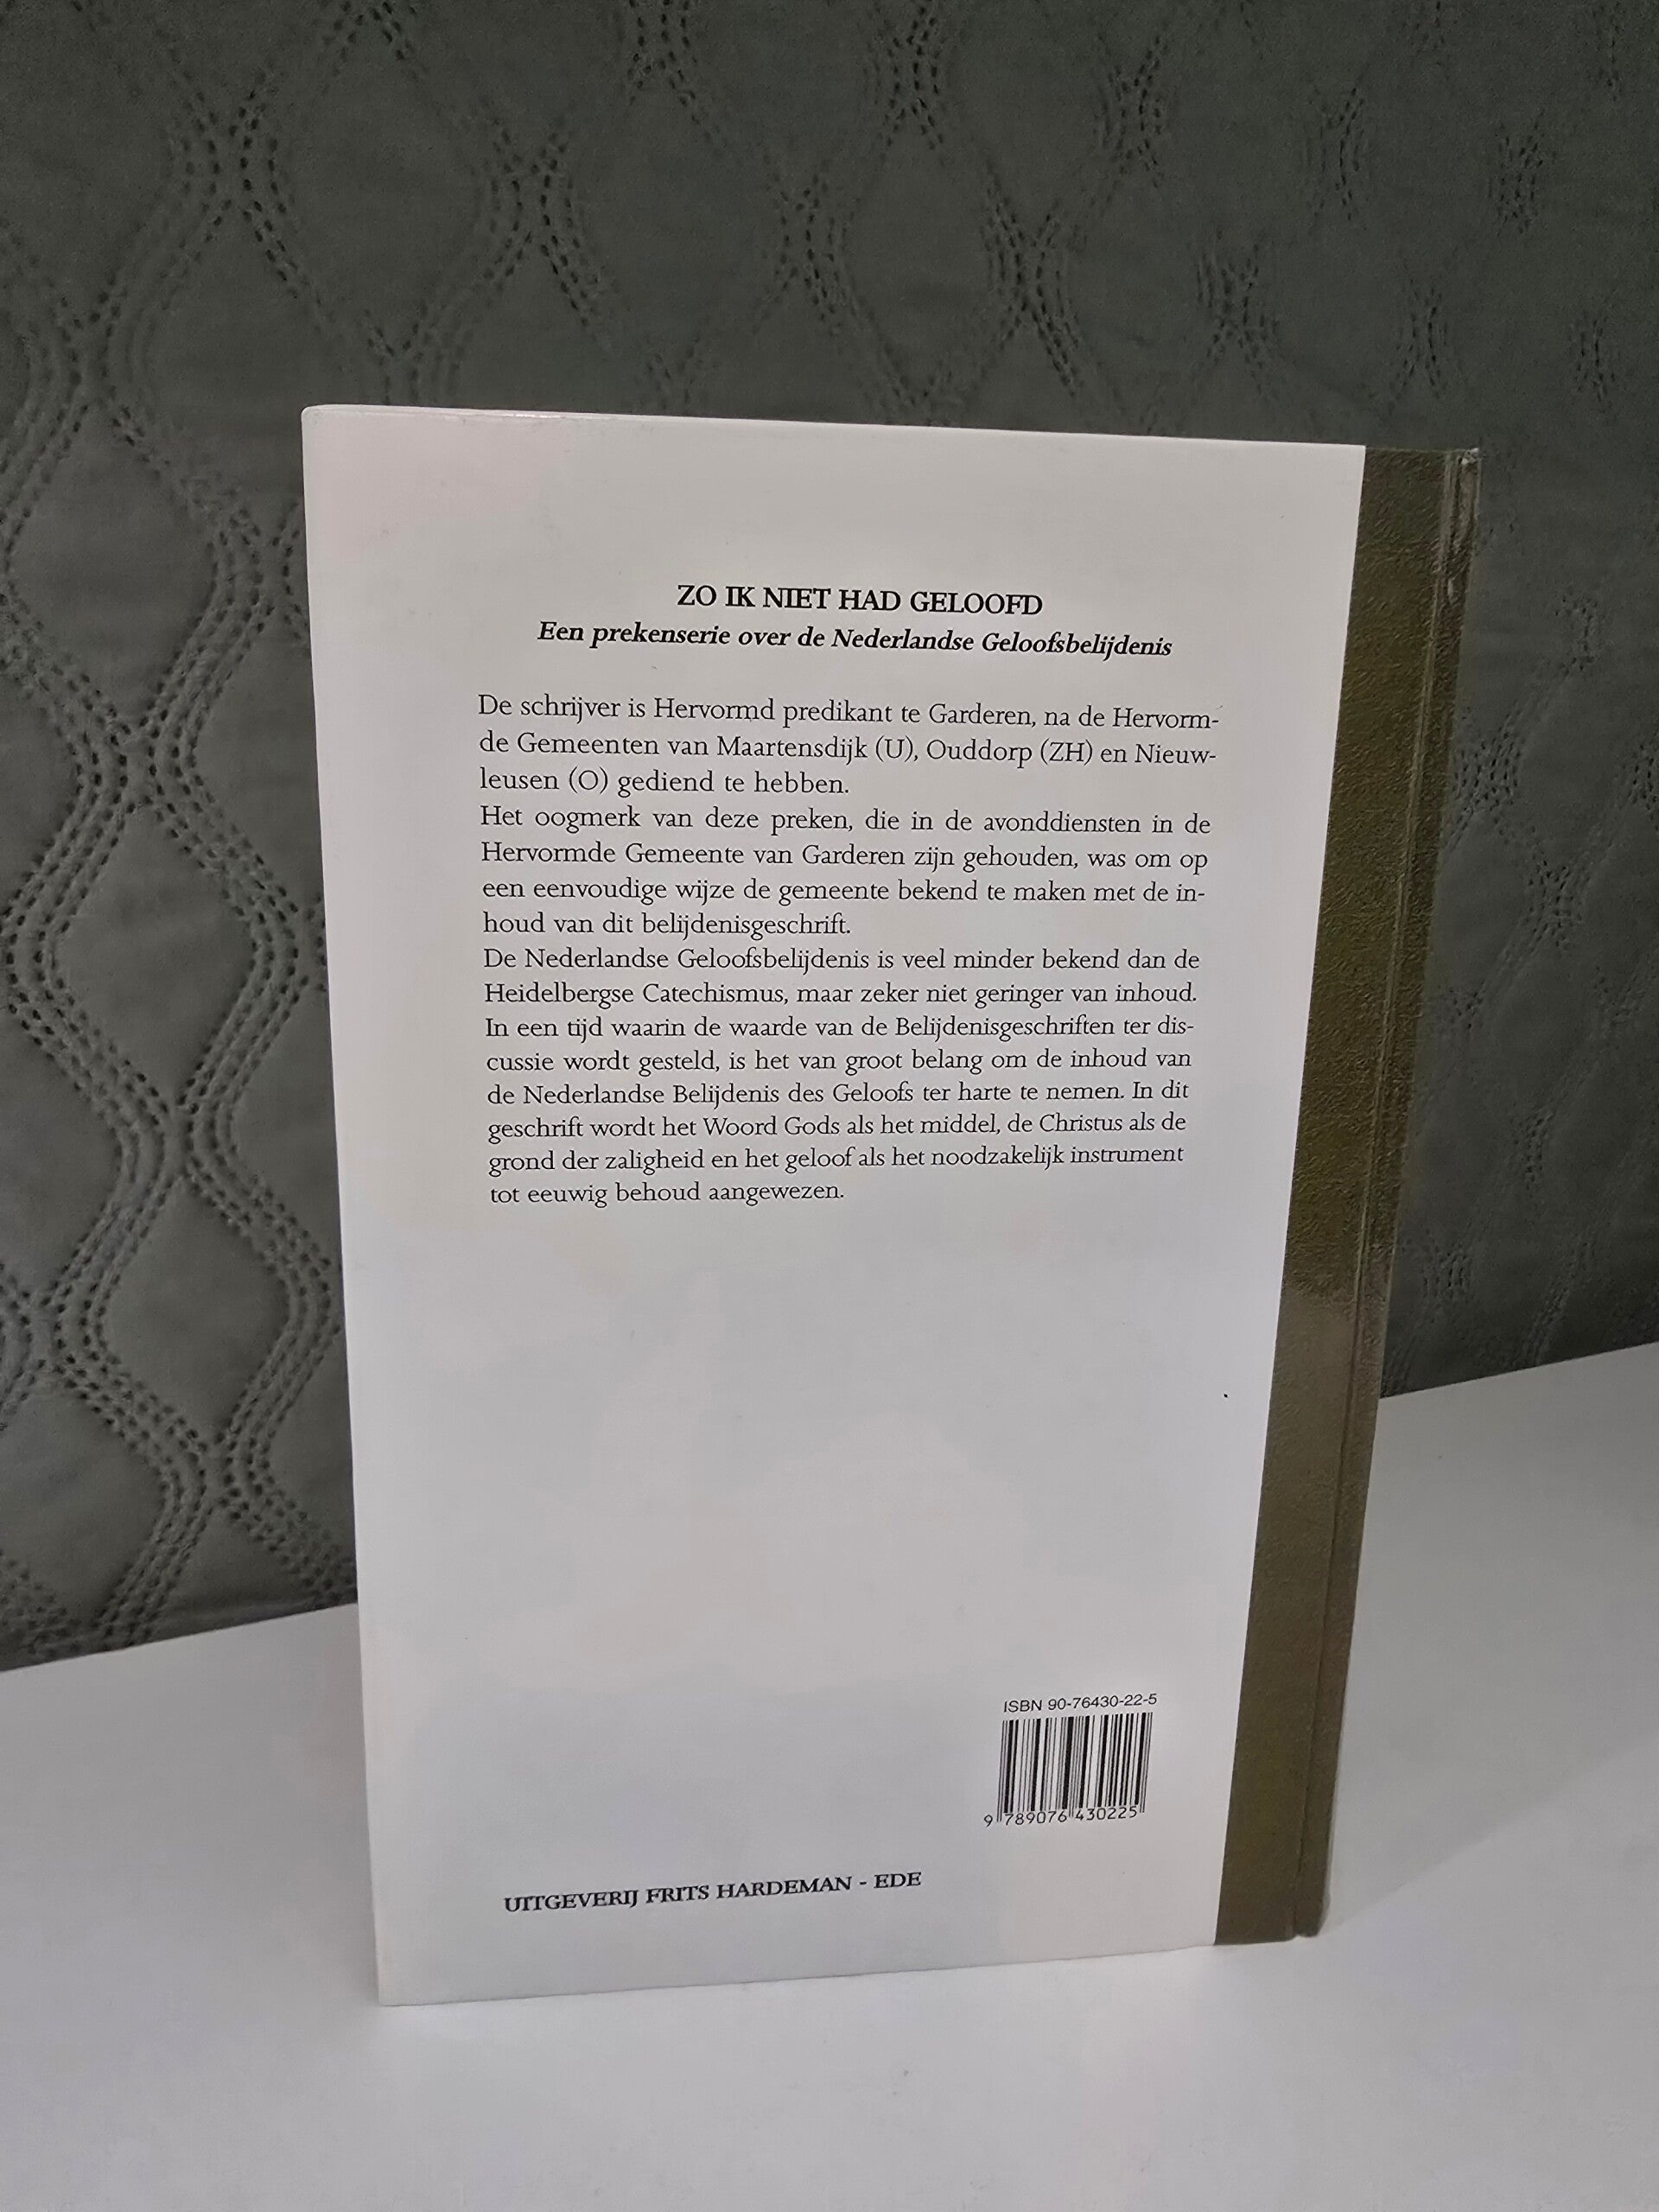 ZO IK NIET HAD GELOOFD
Een prekenserie over de Nederlandse Geloofsbelijdenis
De schrijver is Hervormd predikant te Garderen, na de Hervorm-
de Gemeenten van Maartensdijk (U), Ouddorp (ZH) en Nieuw-
leusen (O) gediend te hebben.
Het oogmerk van deze preken, die in de avonddiensten in de
Hervormde Gemeente van Garderen zijn gehouden, was om op
een eenvoudige wijze de gemeente bekend te maken met de in-
houd van dit belijdenisgeschrift.
De Nederlandse Geloofsbelijdenis is veel minder bekend dan de
Heidelbergse Catechismus, maar zeker niet geringer van inhoud.
In een tijd waarin de waarde van de Belijdenisgeschriften ter dis-
cussie wordt gesteld, is het van groot belang om de inhoud van
de Nederlandse Belijdenis des Geloofs ter harte te nemen. In dit
geschrift wordt het Woord Gods als het middel, de Christus als de
grond der zaligheid en het geloof als het noodzakelijk instrument
tot eeuwig behoud aangewezen.
ISBN 90-76430-22-5
9 789076 430225
UITGEVERIJ FRITS HARDEMAN - EDE